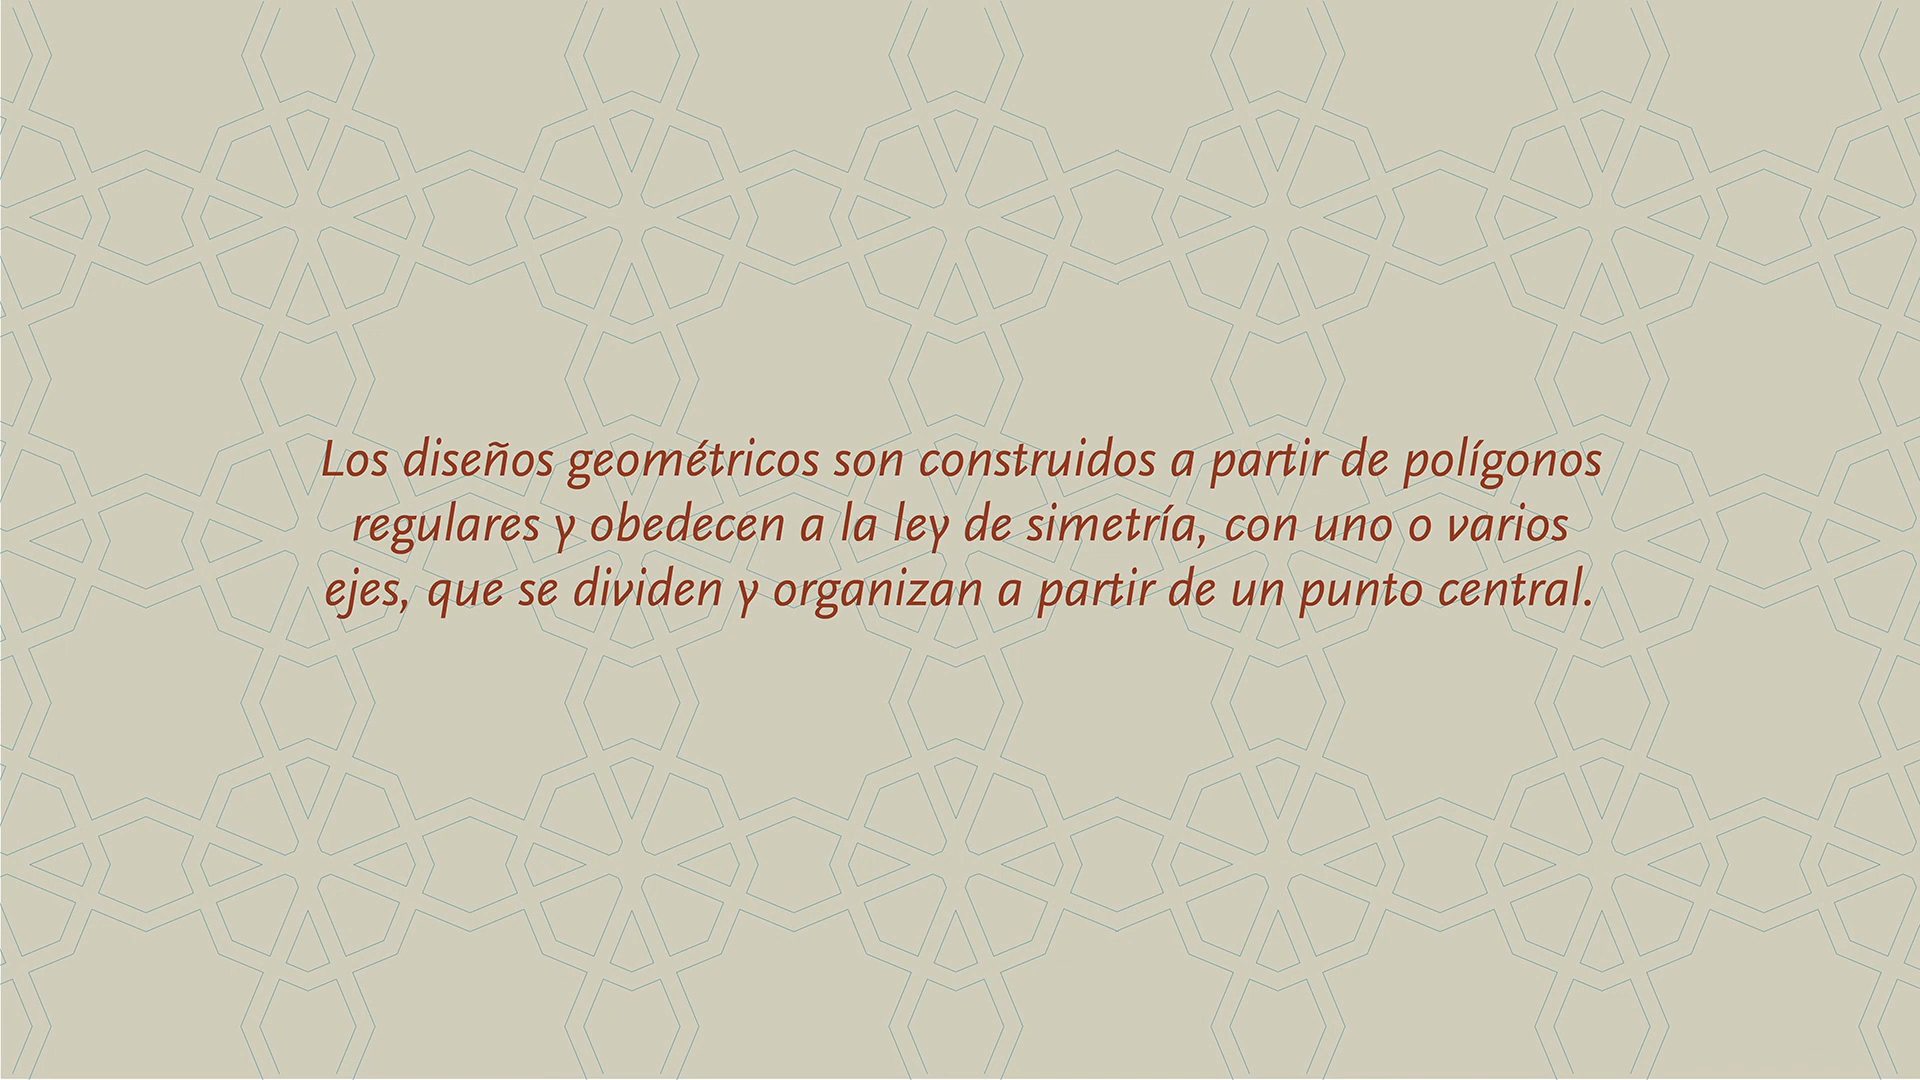 Los diseños geométricos son construidos a partir de polígonos
regulares y obedecen a la ley de simetría, con uno o varios
ejes, que se dividen y organizan a partir de un punto central.